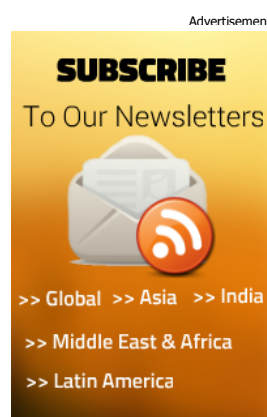 Advertisemen
SUBSCRIBE
To Our Newsletters
>> Global >> Asia >> India
>> Middle East & Africa
>> Latin America